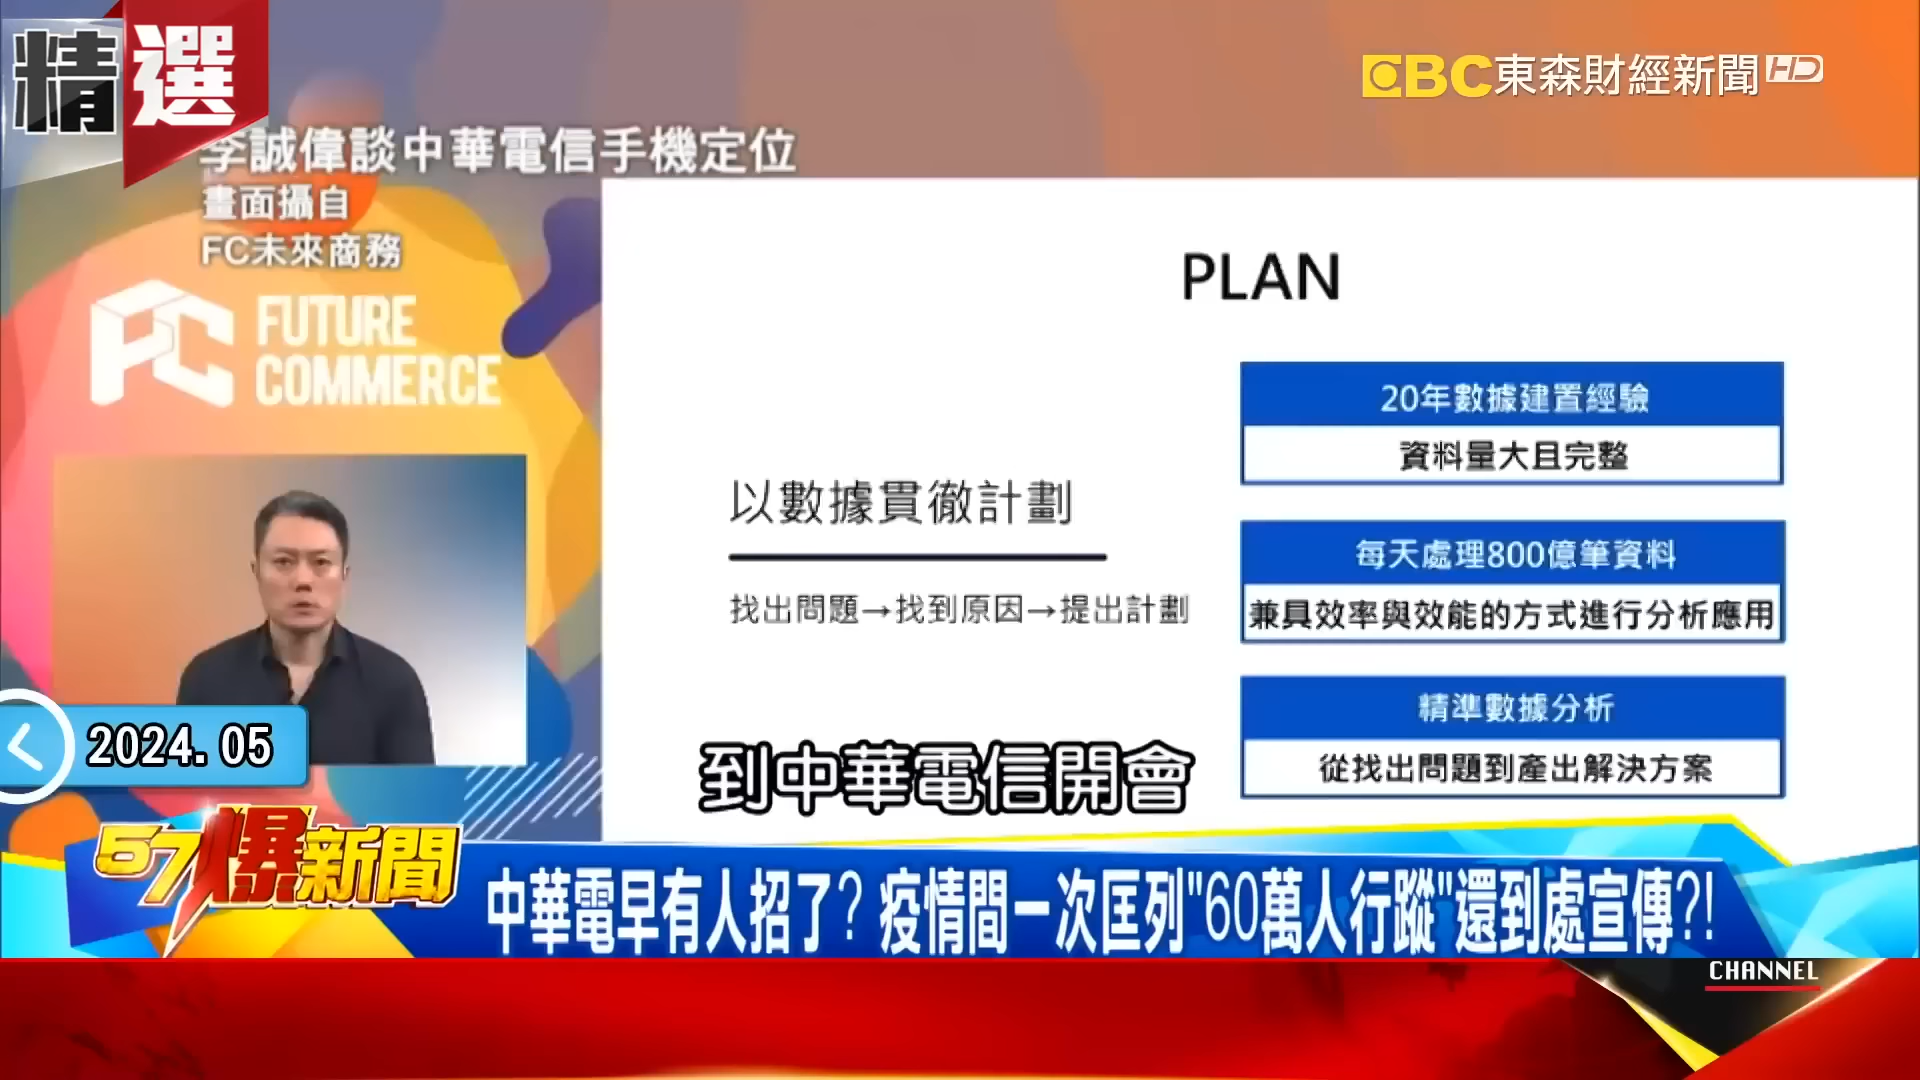 精選
EBC東森財經新聞HD
李誠偉談中華電信手機定位
畫面攝自
FC未來商務
FC FUTURE
COMMERCE
PLAN
以數據貫徹計劃
找出問題→找到原因→提出計劃
20年數據建置經驗
資料量大且完整
每天處理800億筆資料
兼具效率與效能的方式進行分析應用
精準數據分析
從找出問題到產出解決方案
2024.05
到中華電信開會
57爆新聞
中華電早有人招了? 疫情間一次匡列"60萬人行蹤"還到處宣傳?!
CHANNEL